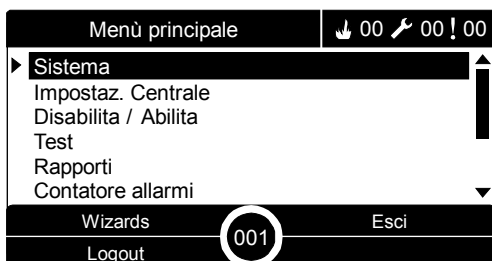 Menù principale 00 00 ! 00
Sistema
Impostaz. Centrale
Disabilita / Abilita
Test
Rapporti
Contatore allarmi
Wizards Esci
001
Logout